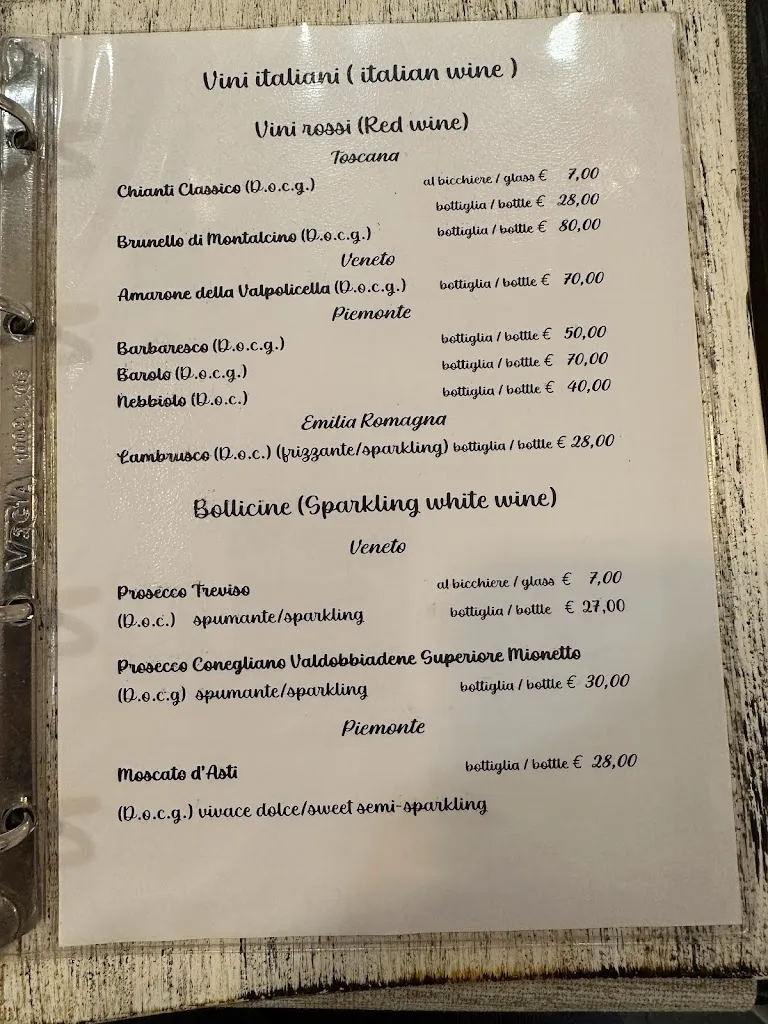 Vini italiani ( italian wine )
Vini rossi (Red wine)
Toscana
Chianti Classico (D.o.c.g.) al bicchiere / glass € 7,00
bottiglia / bottle € 28,00
Brunello di Montalcino (D.o.c.g.) bottiglia / bottle € 80,00
Veneto
Amarone della Valpolicella (D.o.c.g.) bottiglia / bottle € 70,00
Piemonte
Barbaresco (D.o.c.g.) bottiglia / bottle € 50,00
Barolo (D.o.c.g.) bottiglia / bottle € 70,00
Nebbiolo (D.o.c.) bottiglia / bottle € 40,00
Emilia Romagna
Lambrusco (D.o.c.) (frizzante/sparkling) bottiglia / bottle € 28,00
Bollicine (Sparkling white wine)
Veneto
Prosecco Treviso al bicchiere / glass € 7,00
(D.o.c.) spumante/sparkling bottiglia / bottle € 27,00
Prosecco Conegliano Valdobbiadene Superiore Mionetto
(D.o.c.g) spumante/sparkling bottiglia / bottle € 30,00
Piemonte
Moscato d'Asti bottiglia / bottle € 28,00
(D.o.c.g.) vivace dolce/sweet semi-sparkling